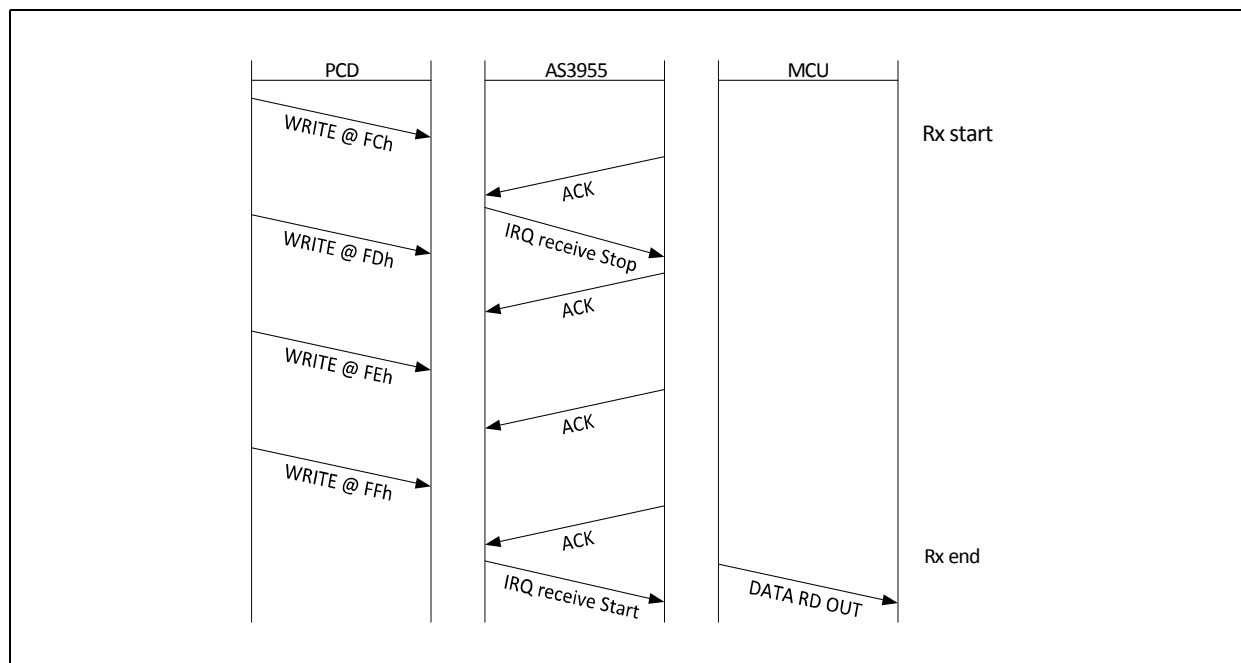 PCD AS3955 MCU
WRITE @ FCh
Rx start
ACK
WRITE @ FDh
IRQ receive Stop
ACK
WRITE @ FEh
ACK
WRITE @ FFh
ACK
Rx end
IRQ receive Start
DATA RD OUT